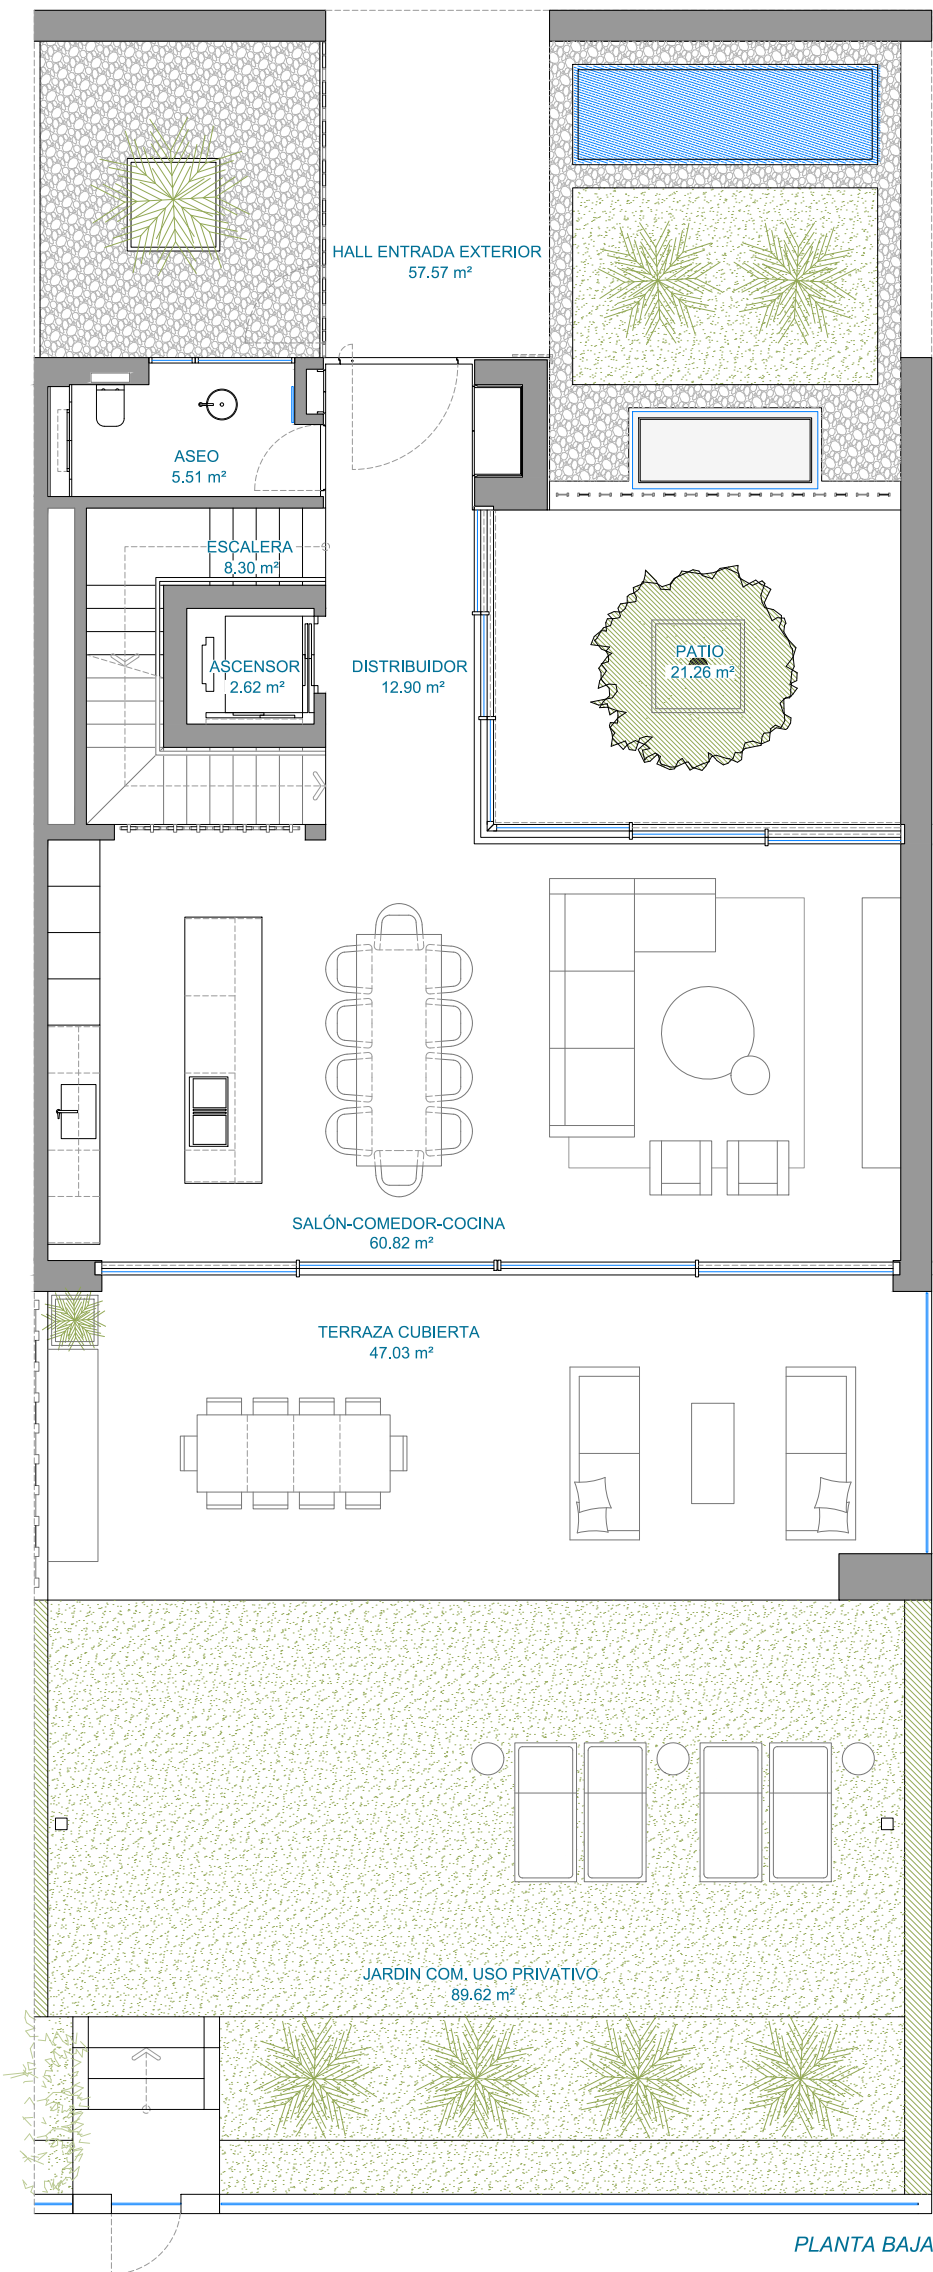 HALL ENTRADA EXTERIOR
57.57 m²
ASEO
5.51 m²
ESCALERA
8.30 m²
ASCENSOR
2.62 m²
DISTRIBUIDOR
12.90 m²
PATIO
21.26 m²
SALÓN-COMEDOR-COCINA
60.82 m²
TERRAZA CUBIERTA
47.03 m²
JARDIN COM. USO PRIVATIVO
89.62 m²
PLANTA BAJA